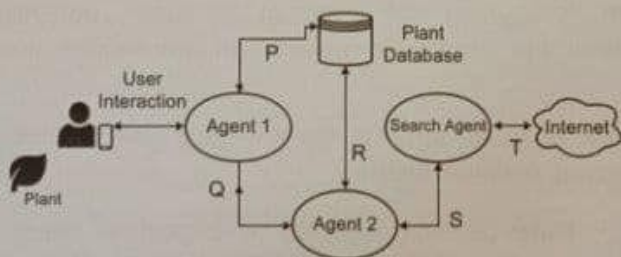 Plant
Database
P
User
Interaction
Agent 1
Search Agent
Internet
T
R
Plant
Q
Agent 2
S